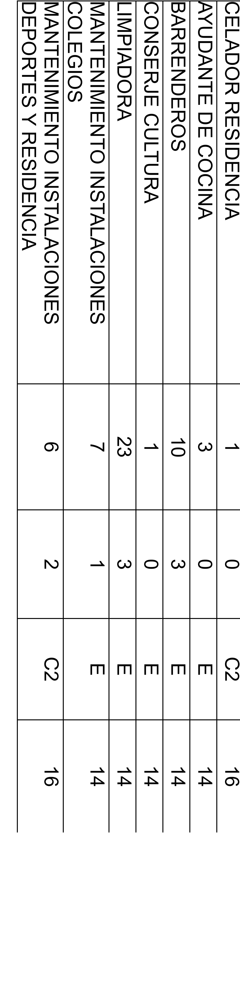 CELADOR RESIDENCIA 1 0 C2 16
AYUDANTE DE COCINA 3 0 E 14
BARRENDEROS 10 3 E 14
CONSERJE CULTURA 1 0 E 14
LIMPIADORA 23 3 E 14
MANTENIMIENTO INSTALACIONES 7 1 E 14
COLEGIOS
MANTENIMIENTO INSTALACIONES 6 2 C2 16
DEPORTES Y RESIDENCIA